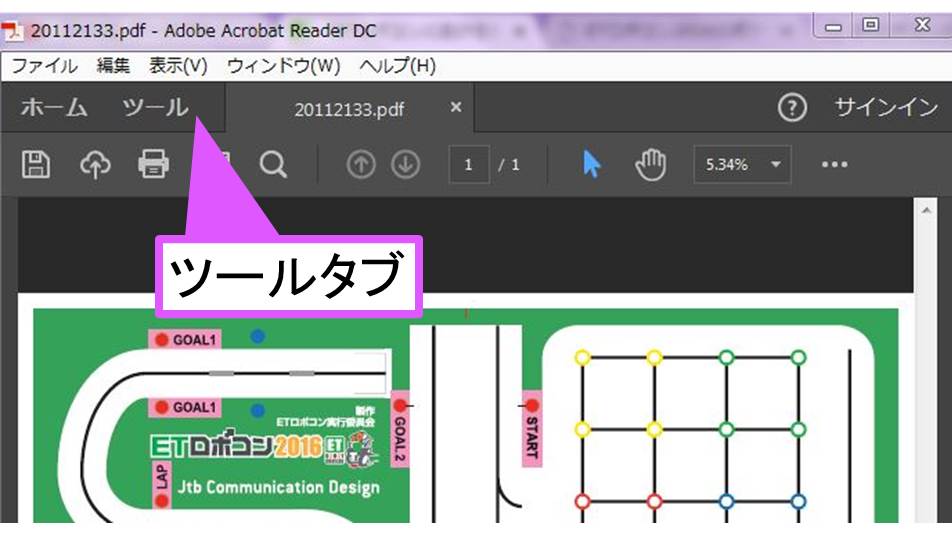 20112133.pdf - Adobe Acrobat Reader DC
ファイル 編集 表示(V) ウィンドウ(W) ヘルプ(H)
ホーム ツール 20112133.pdf × ? サインイン
1 / 1 5.34%
ツールタブ
GOAL1
GOAL1
制作
ETロボコン実行委員会
ETロボコン2016
GOAL2
START
LAP
Jtb Communication Design